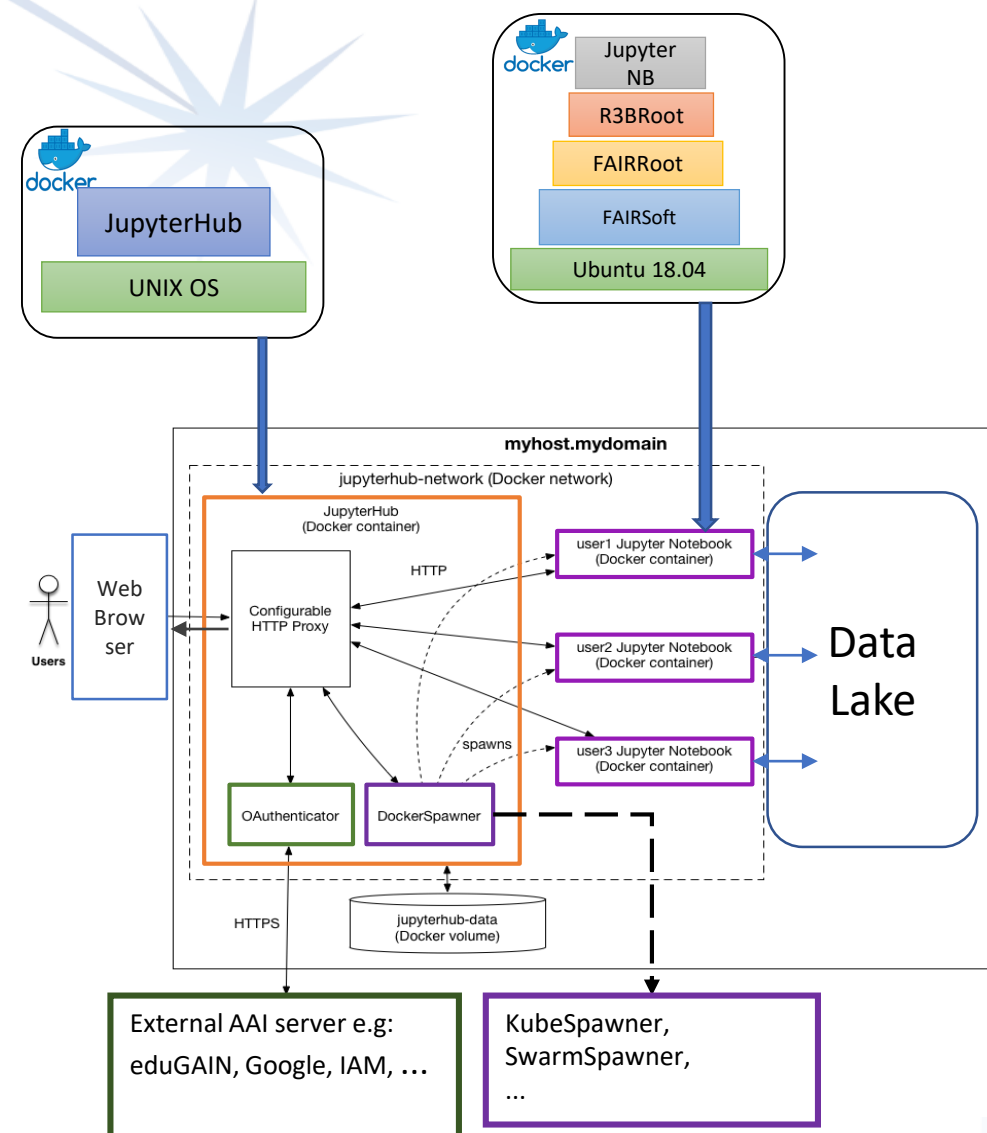 docker
Jupyter
NB
R3BRoot
FAIRRoot
FAIRSoft
Ubuntu 18.04
docker
JupyterHub
UNIX OS
myhost.mydomain
jupyterhub-network (Docker network)
JupyterHub
(Docker container)
Users
Web
Brow
ser
Configurable
HTTP Proxy
HTTP
user1 Jupyter Notebook
(Docker container)
user2 Jupyter Notebook
(Docker container)
user3 Jupyter Notebook
(Docker container)
spawns
Data
Lake
OAuthenticator
DockerSpawner
HTTPS
jupyterhub-data
(Docker volume)
External AAI server e.g:
eduGAIN, Google, IAM, ...
KubeSpawner,
SwarmSpawner,
...